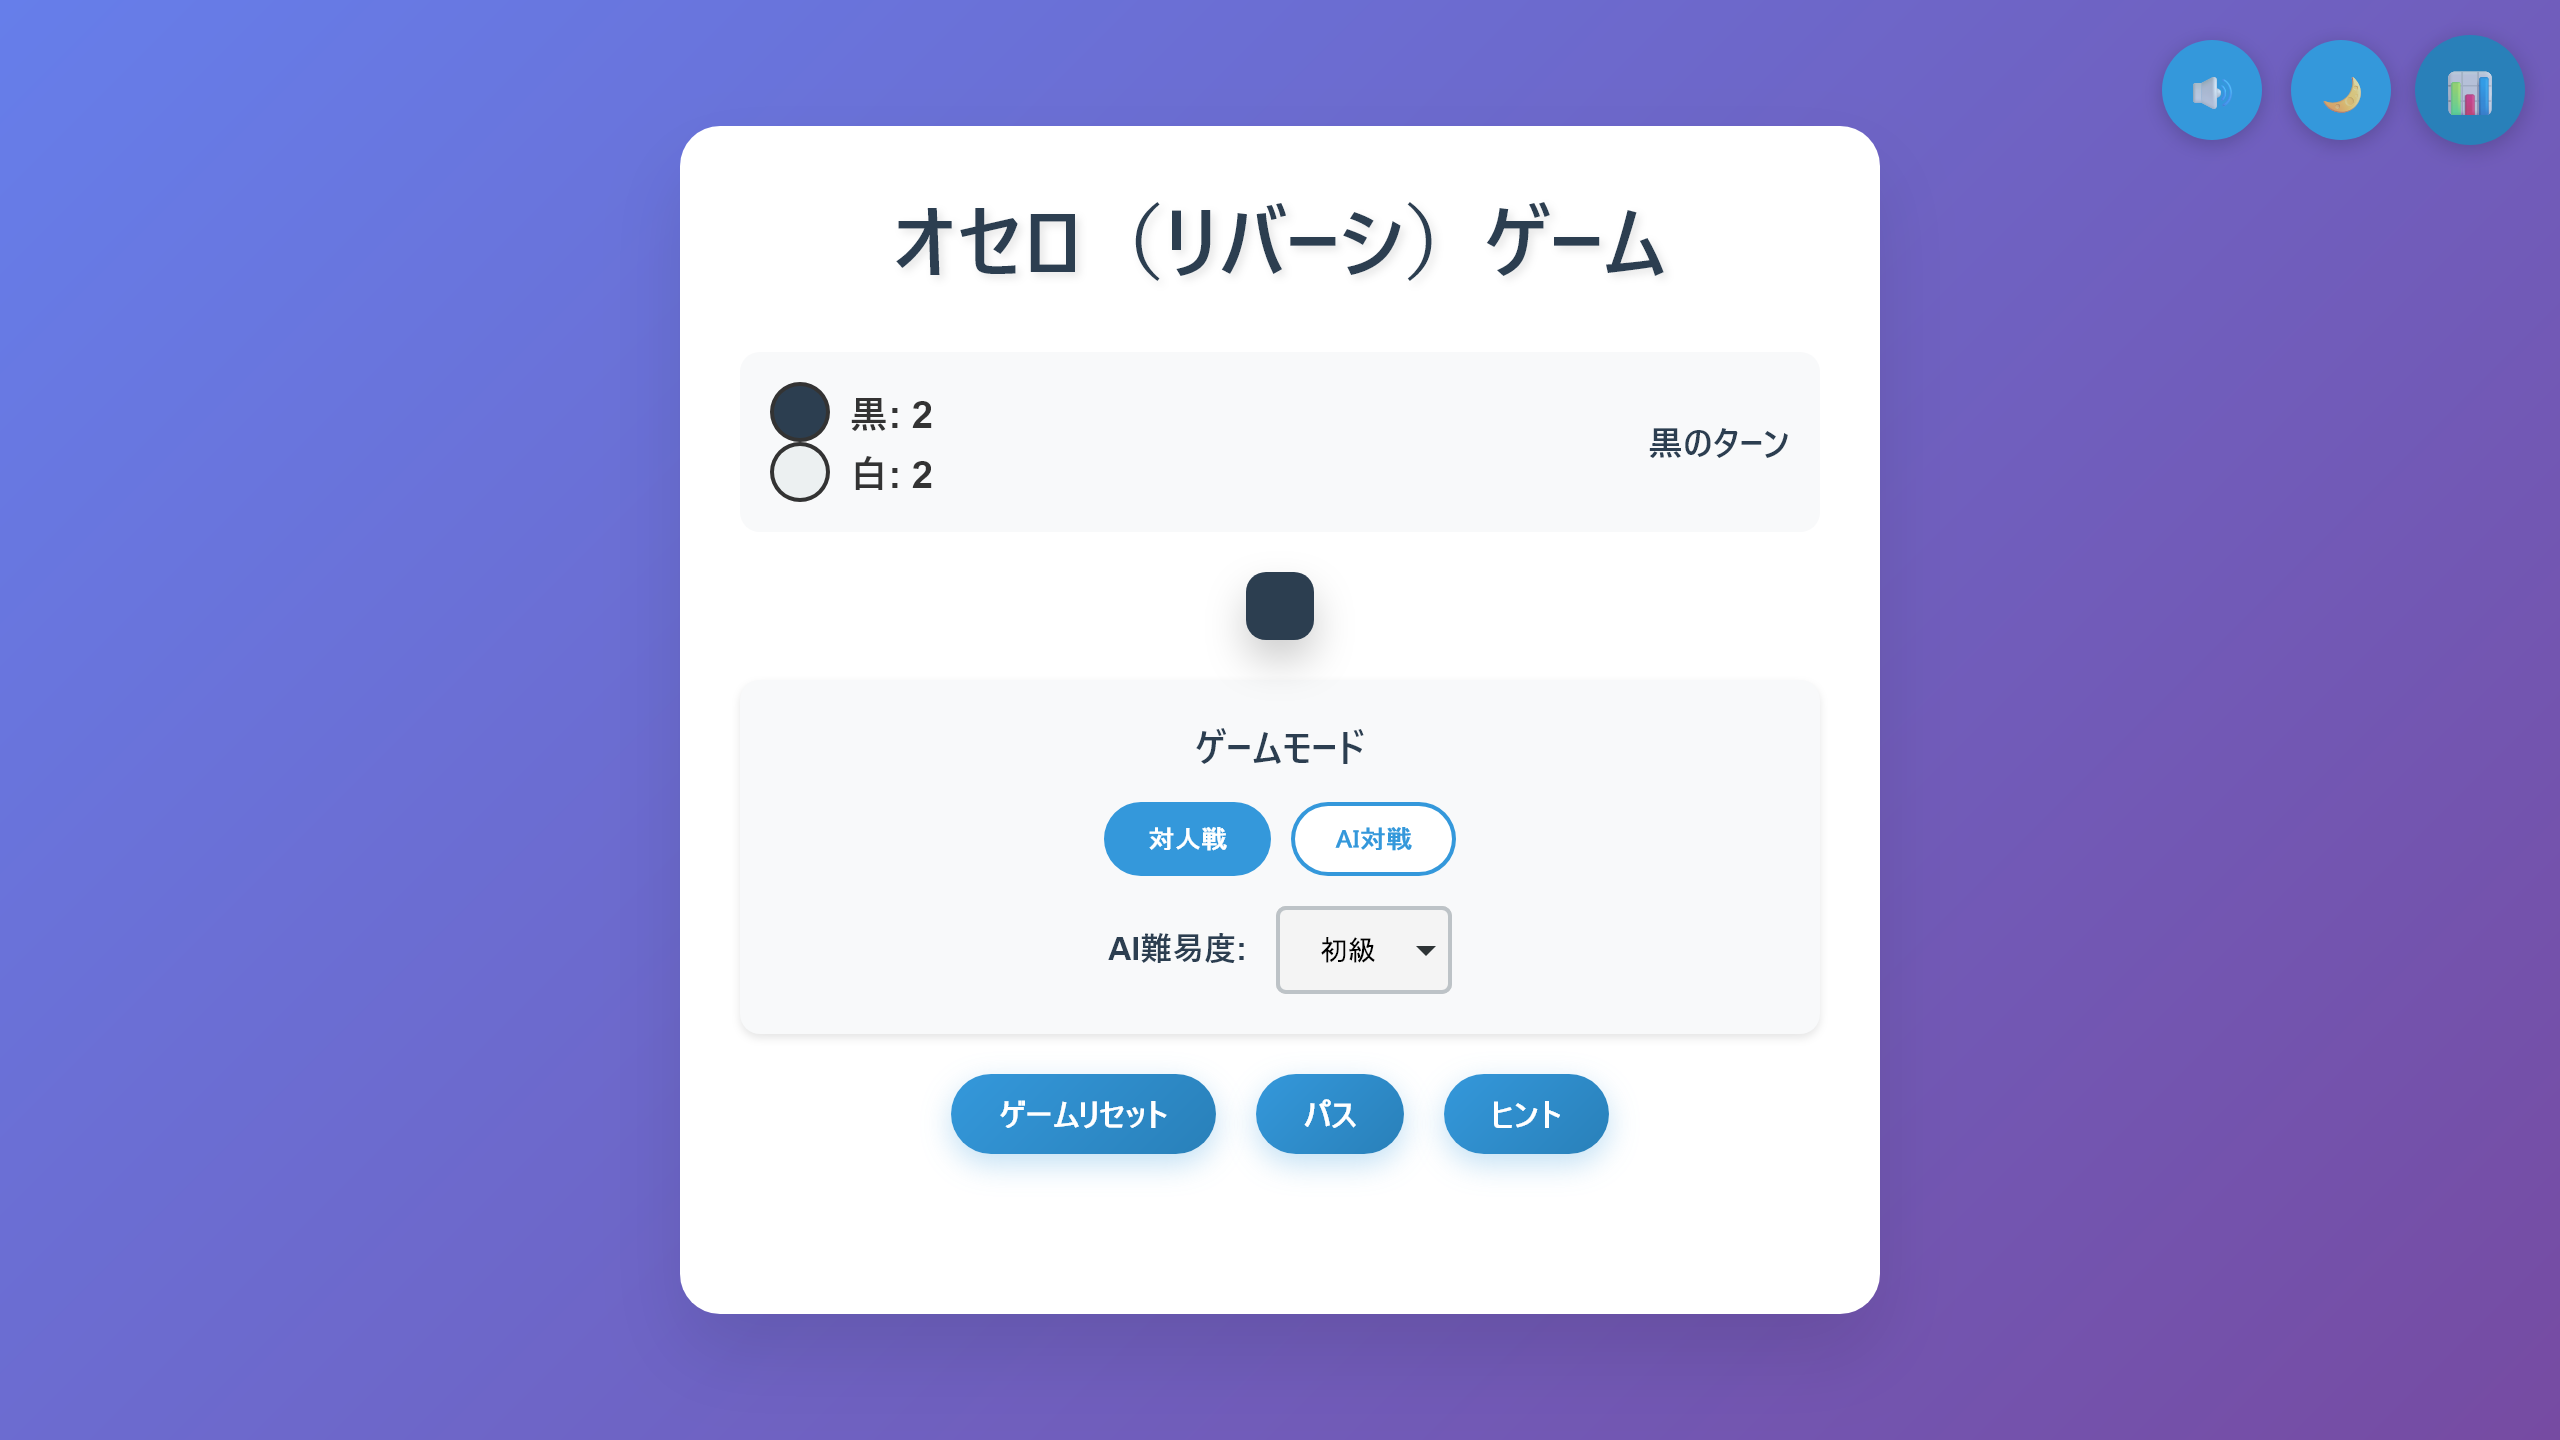 オセロ（リバーシ）ゲーム
黒: 2
白: 2
黒のターン
ゲームモード
対人戦
AI対戦
AI難易度:
初級
ゲームリセット
パス
ヒント